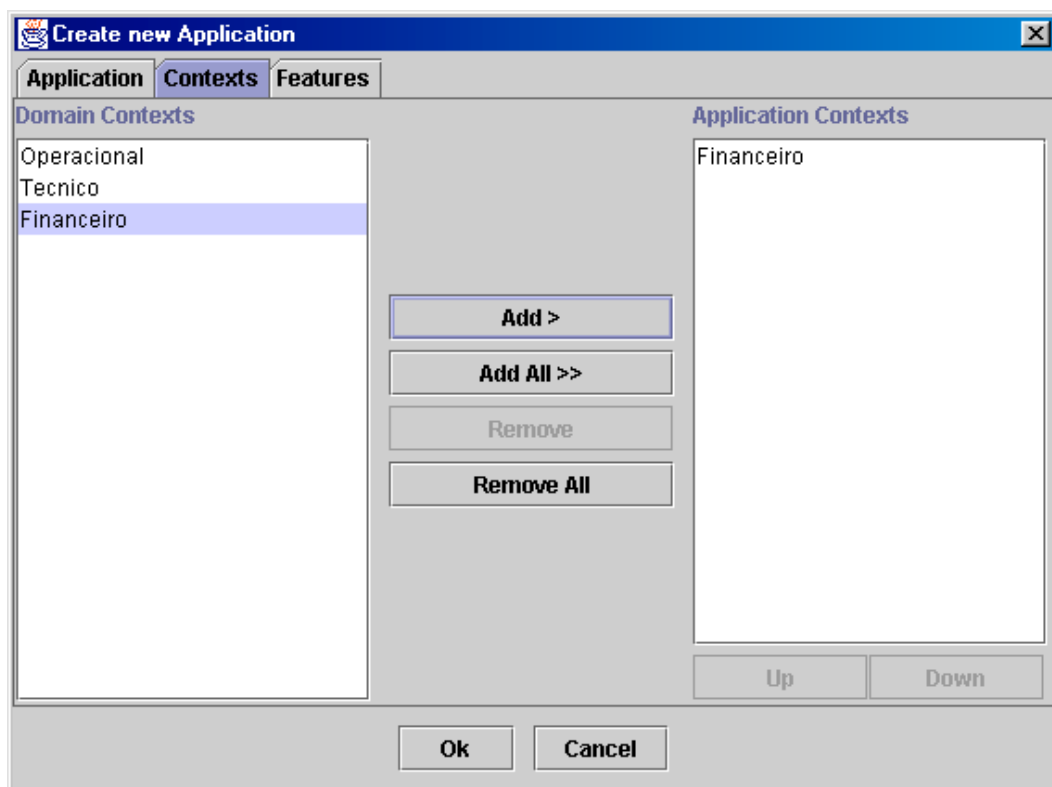 Create new Application
Application Contexts Features
Domain Contexts
Operacional
Tecnico
Financeiro
Add >
Add All >>
Remove
Remove All
Application Contexts
Financeiro
Up Down
Ok Cancel